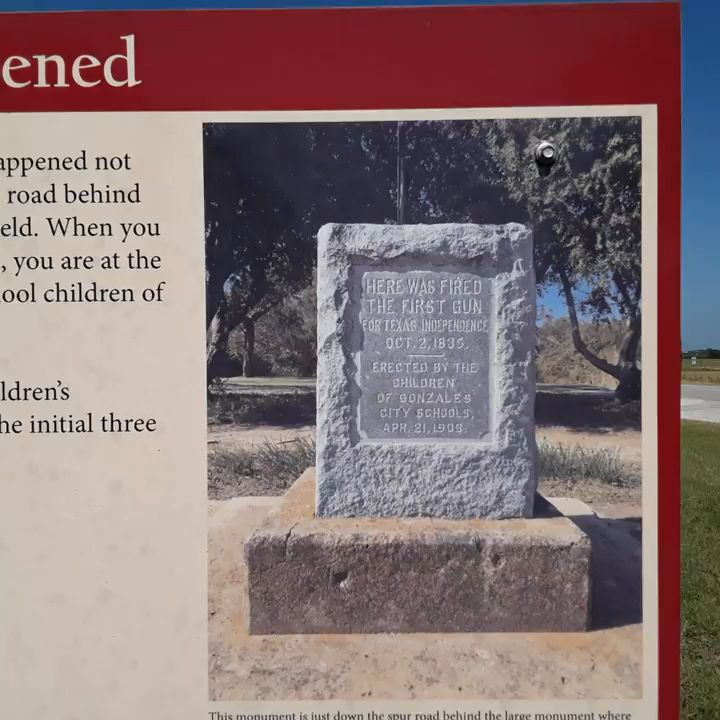 ened
appened not
road behind
eld. When you
, you are at the
ool children of
ldren's
he initial three
HERE WAS FIRED
THE FIRST GUN
FOR TEXAS INDEPENDENCE
OCT. 2, 1835.
ERECTED BY THE
CHILDREN
OF GONZALES
CITY SCHOOLS,
APR. 21, 1903.
This monument is just down the spur road behind the large monument where